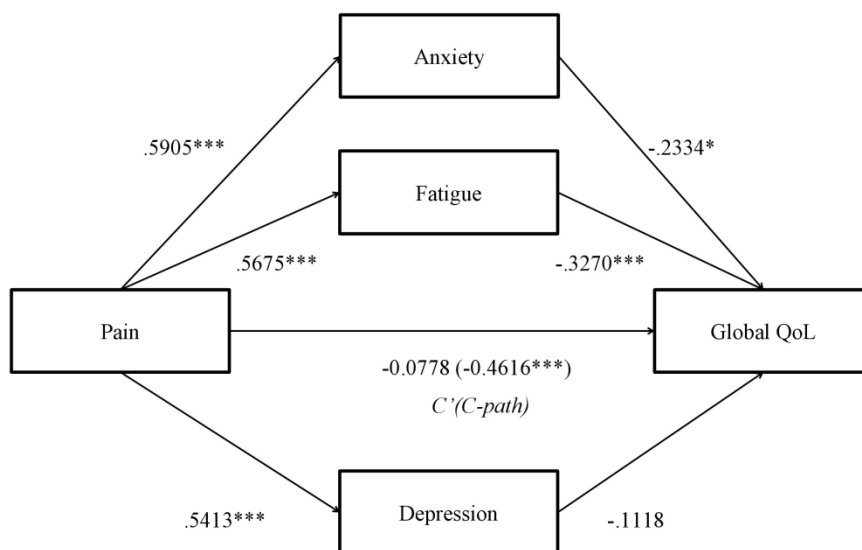 Anxiety
.5905***
-.2334*
Fatigue
.5675***
-.3270***
Pain
Global QoL
-0.0778 (-0.4616***)
C’(C-path)
.5413***
Depression
-.1118